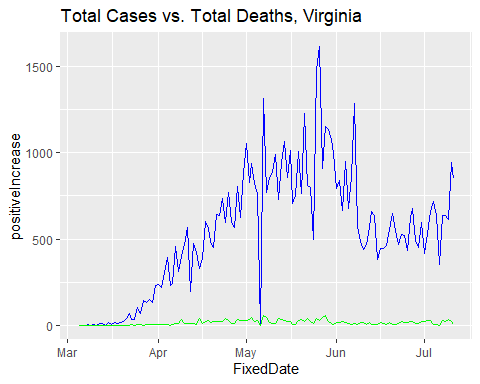 Total Cases vs. Total Deaths, Virginia
positiveIncrease
1500
1000
500
0
Mar Apr May Jun Jul
FixedDate